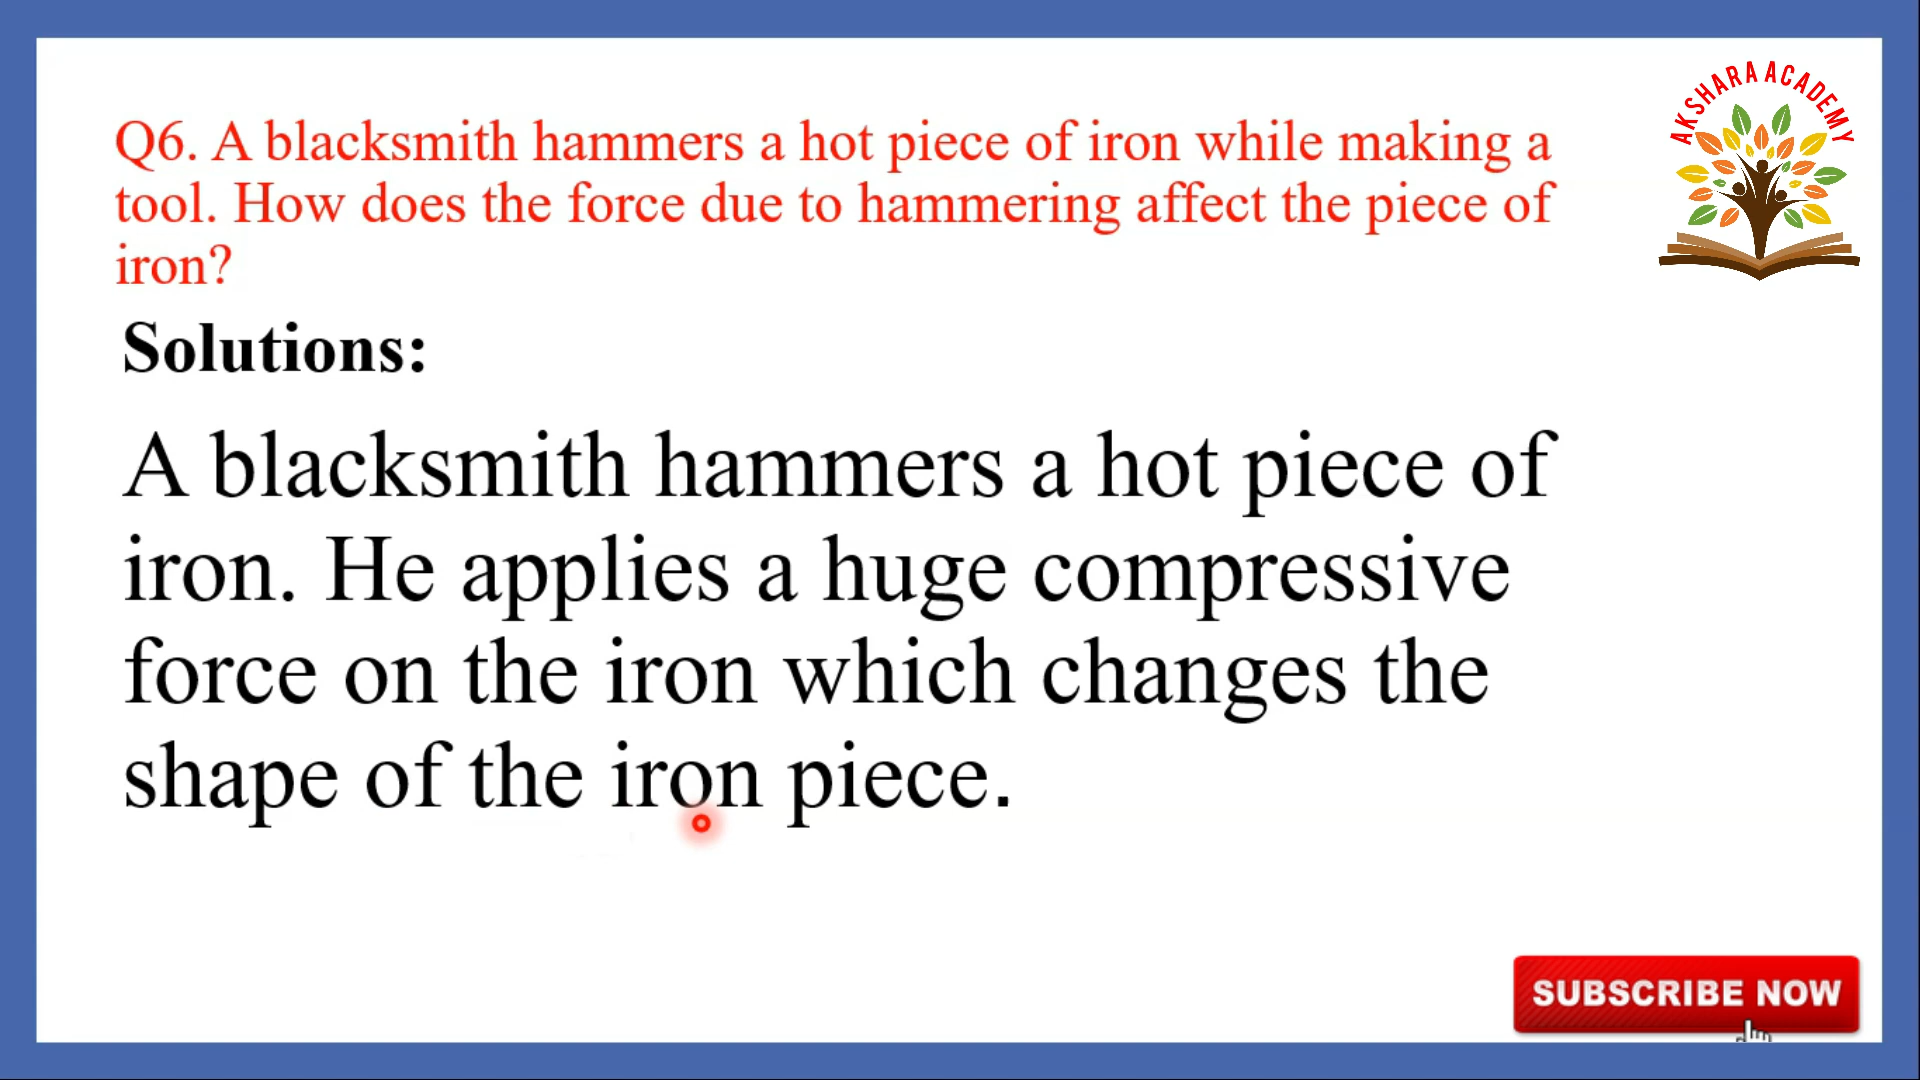 AKSHARA ACADEMY
Q6. A blacksmith hammers a hot piece of iron while making a
tool. How does the force due to hammering affect the piece of
iron?
Solutions:
A blacksmith hammers a hot piece of
iron. He applies a huge compressive
force on the iron which changes the
shape of the iron piece.
SUBSCRIBE NOW